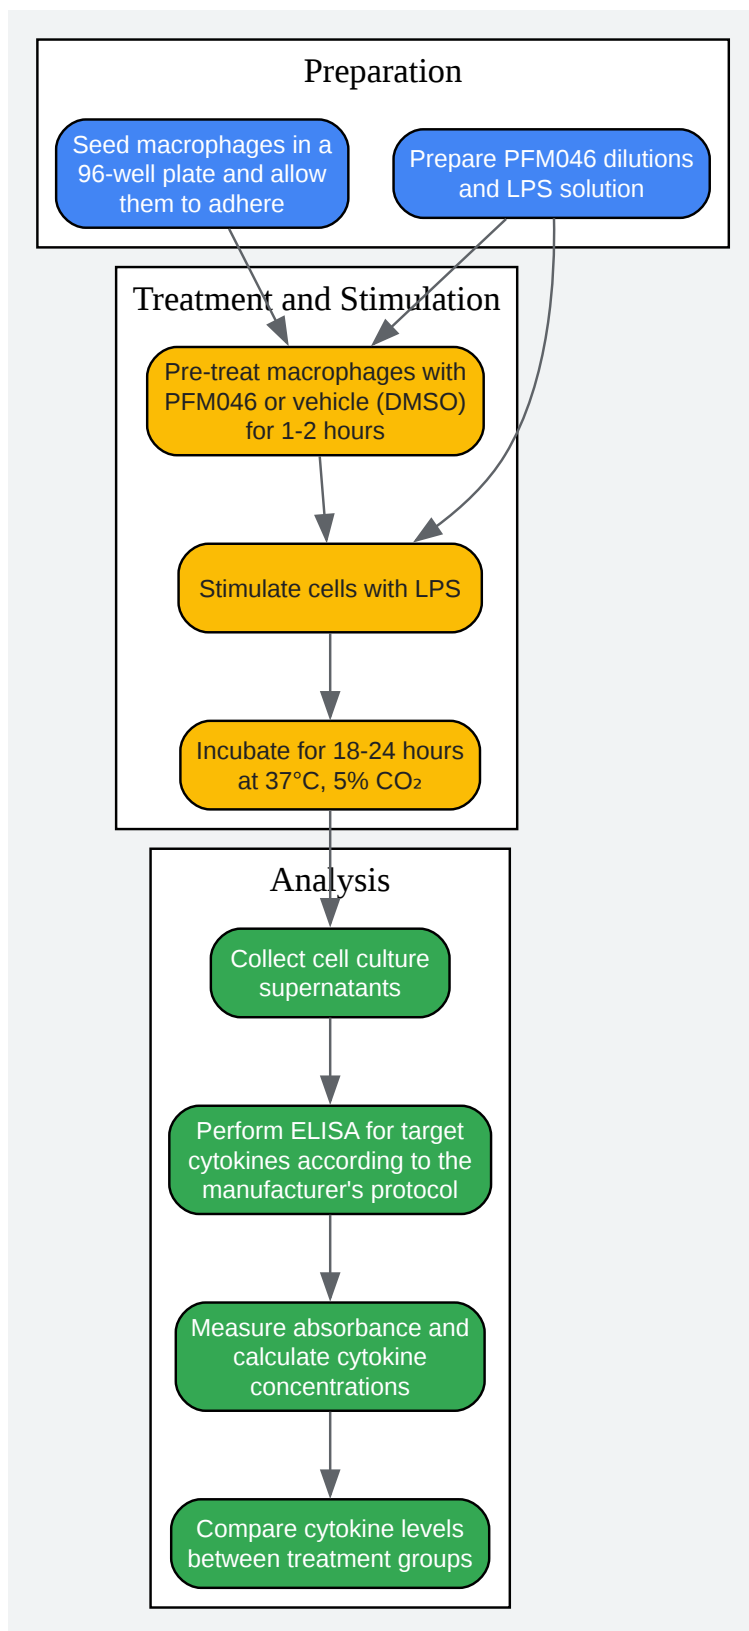 Preparation
Seed macrophages in a
96-well plate and allow
them to adhere
Prepare PFM046 dilutions
and LPS solution
Treatment and Stimulation
Pre-treat macrophages with
PFM046 or vehicle (DMSO)
for 1-2 hours
Stimulate cells with LPS
Incubate for 18-24 hours
at 37°C, 5% CO₂
Analysis
Collect cell culture
supernatants
Perform ELISA for target
cytokines according to the
manufacturer's protocol
Measure absorbance and
calculate cytokine
concentrations
Compare cytokine levels
between treatment groups